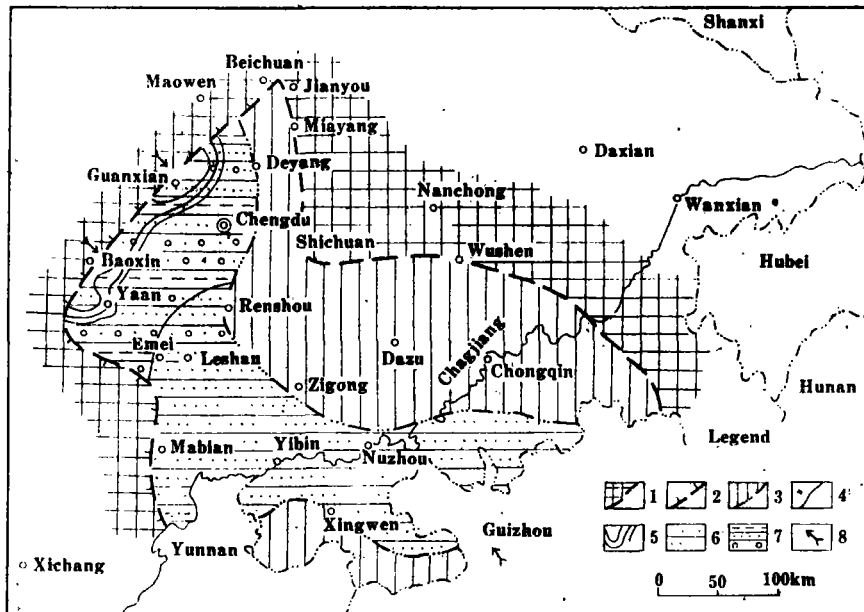 Shanxi
Beichuan
Maowen
Jianyou
Miayang
Daxian
Deyang
Guanxian
Nanchong
Wanxian
Chengdu
Shichuan
Wushen
Hubei
Baoxin
Yaan
Renshou
Emei
Leshan
Dazu
Chagjiang
Chongqin
Zigong
Hunan
Legend
Mabian
Yibin
Nuzhou
Xingwen
Guizhou
Yunnan
Xichang
1 2 3 4
5 6 7 8
0 50 100km